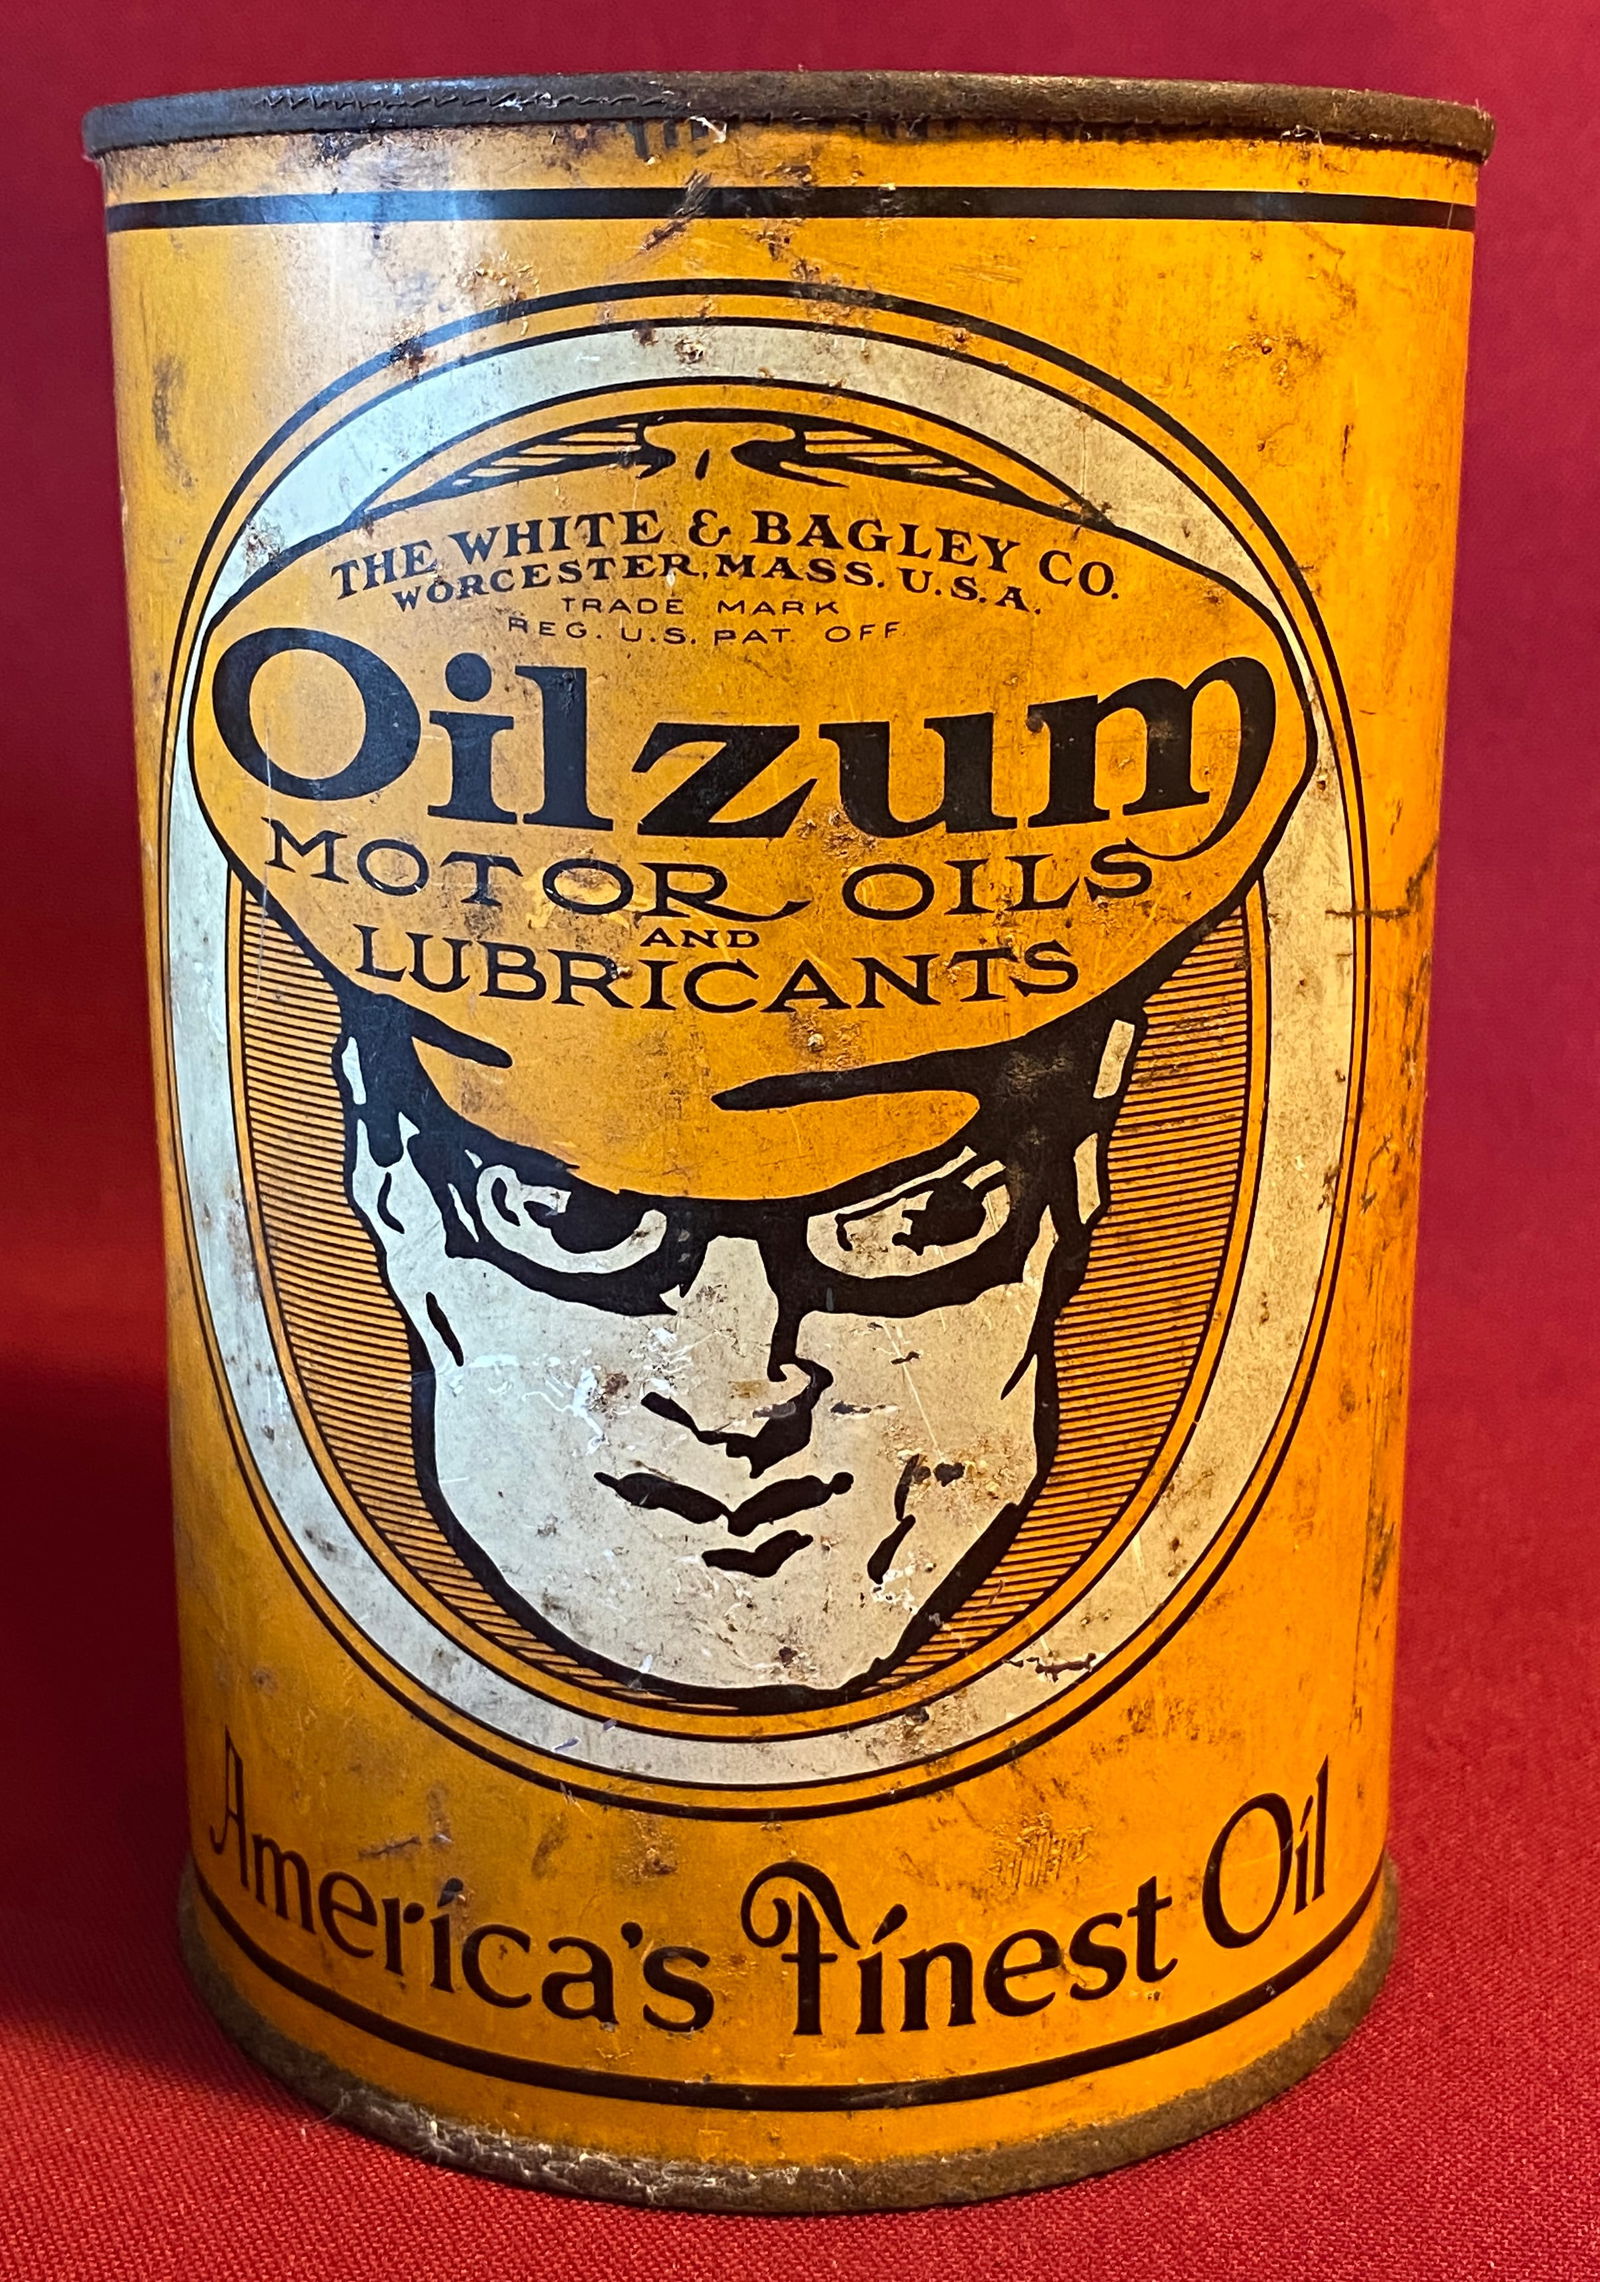 THE WHITE & BAGLEY CO.
WORCESTER, MASS. U.S.A.
TRADE MARK
REG. U.S. PAT. OFF.
Oilzum
MOTOR OILS
AND
LUBRICANTS
America's Finest Oil